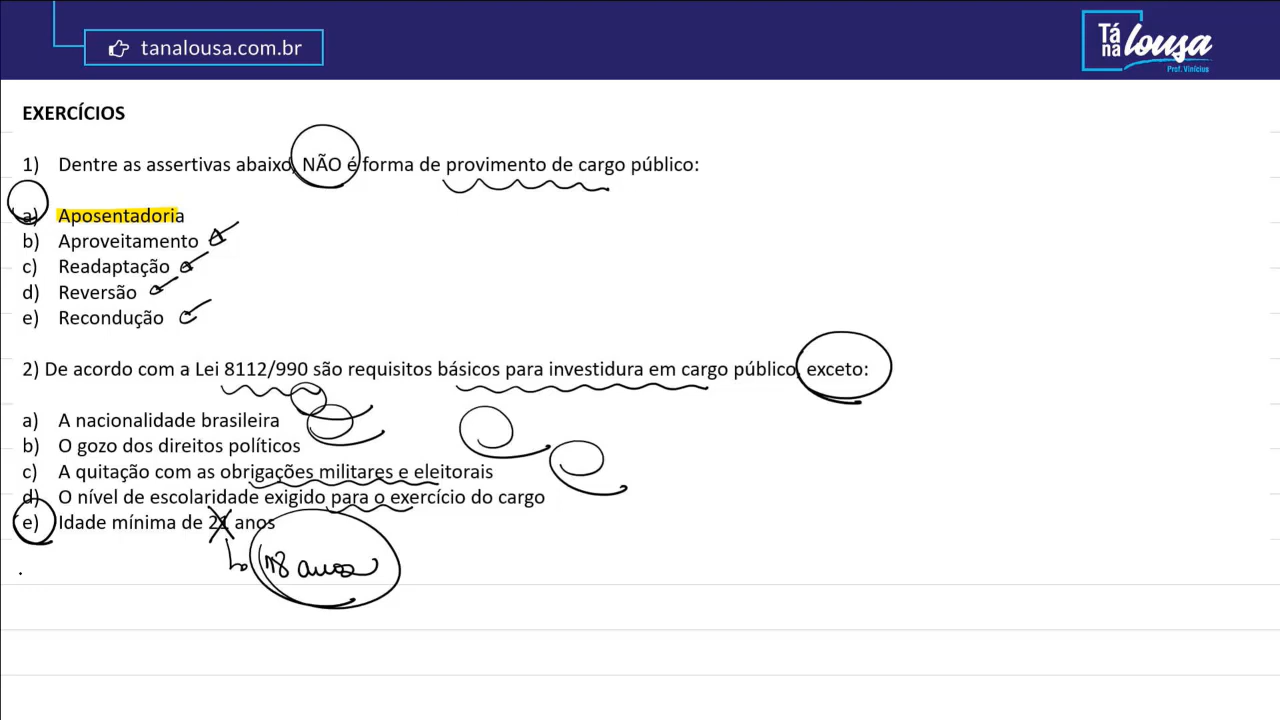 tanalousa.com.br
Tá
na lousa
Prof. Vinícius
EXERCÍCIOS
1) Dentre as assertivas abaixo, NÃO é forma de provimento de cargo público:
a) Aposentadoria
b) Aproveitamento
c) Readaptação
d) Reversão
e) Recondução
2) De acordo com a Lei 8112/990 são requisitos básicos para investidura em cargo público, exceto:
a) A nacionalidade brasileira
b) O gozo dos direitos políticos
c) A quitação com as obrigações militares e eleitorais
d) O nível de escolaridade exigido para o exercício do cargo
e) Idade mínima de 21 anos
18 anos